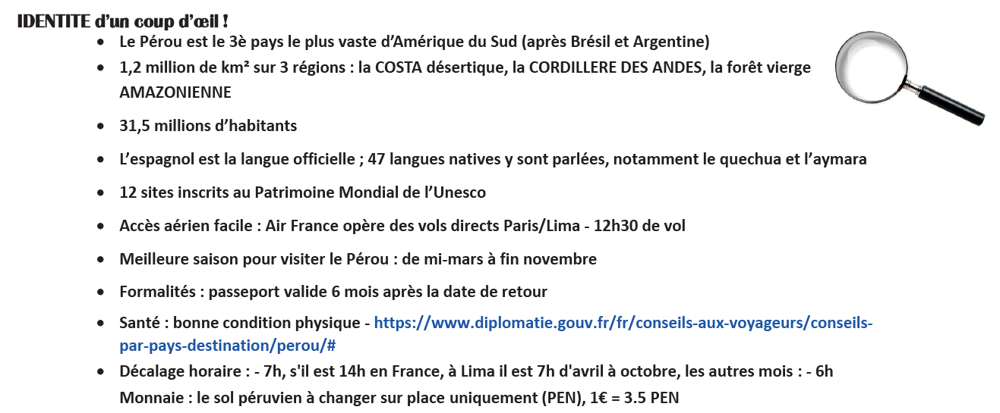 IDENTITE d’un coup d’œil !
• Le Pérou est le 3è pays le plus vaste d’Amérique du Sud (après Brésil et Argentine)
• 1,2 million de km² sur 3 régions : la COSTA désertique, la CORDILLERE DES ANDES, la forêt vierge
AMAZONIENNE
• 31,5 millions d’habitants
• L’espagnol est la langue officielle ; 47 langues natives y sont parlées, notamment le quechua et l’aymara
• 12 sites inscrits au Patrimoine Mondial de l’Unesco
• Accès aérien facile : Air France opère des vols directs Paris/Lima - 12h30 de vol
• Meilleure saison pour visiter le Pérou : de mi-mars à fin novembre
• Formalités : passeport valide 6 mois après la date de retour
• Santé : bonne condition physique - https://www.diplomatie.gouv.fr/fr/conseils-aux-voyageurs/conseils-
par-pays-destination/perou/#
• Décalage horaire : - 7h, s'il est 14h en France, à Lima il est 7h d'avril à octobre, les autres mois : - 6h
Monnaie : le sol péruvien à changer sur place uniquement (PEN), 1€ = 3.5 PEN